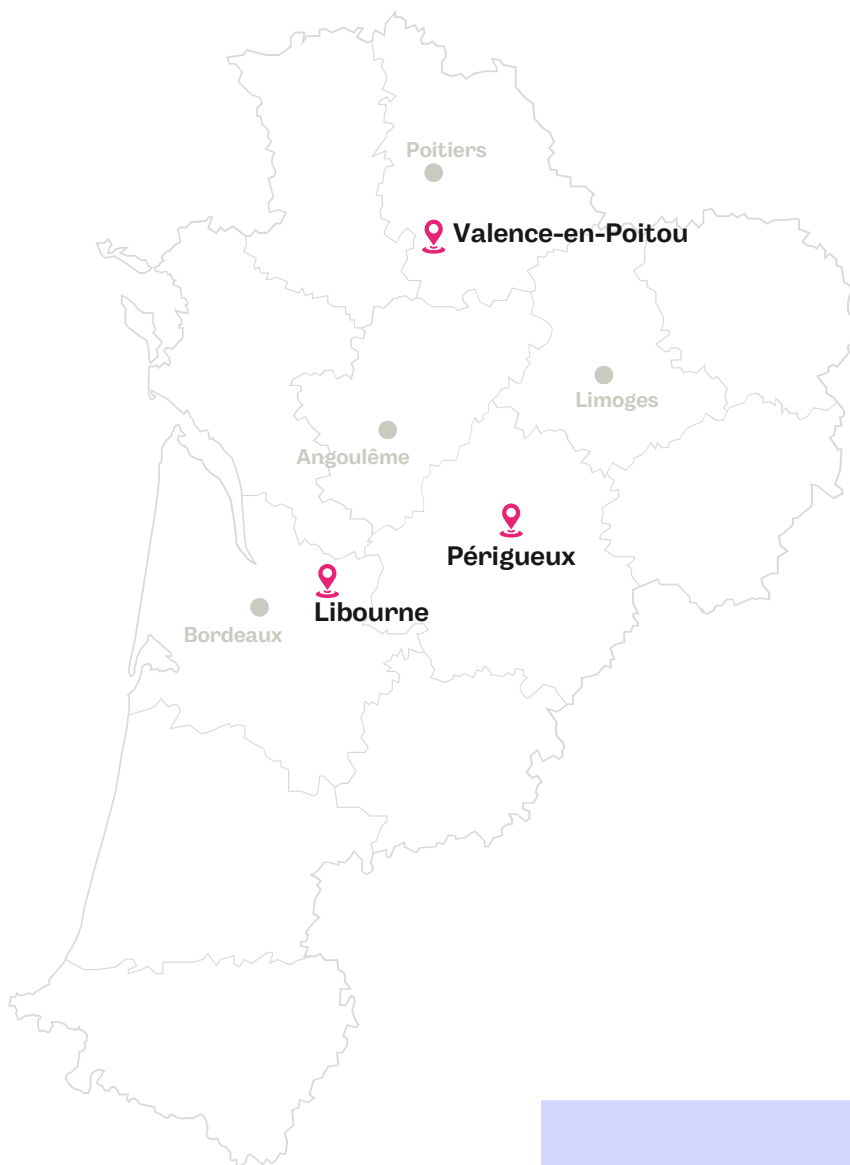 Poitiers
Valence-en-Poitou
Limoges
Angoulême
Périgueux
Libourne
Bordeaux